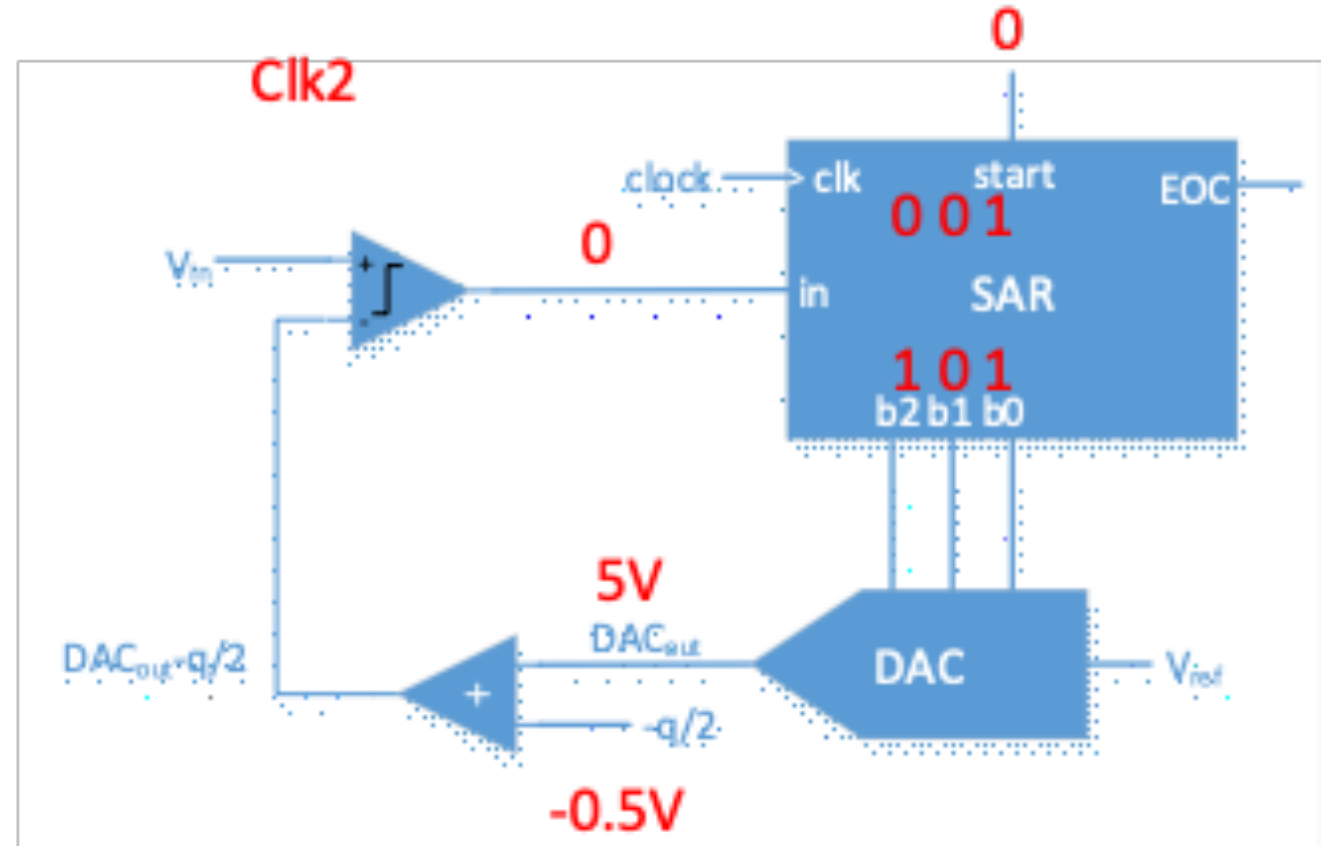 0
Clk2
clock
clk
start
EOC
0 0 1
0
Vin
+
in
SAR
-
1 0 1
b2 b1 b0
5V
DACout
DACout-q/2
+
DAC
Vref
-q/2
-0.5V